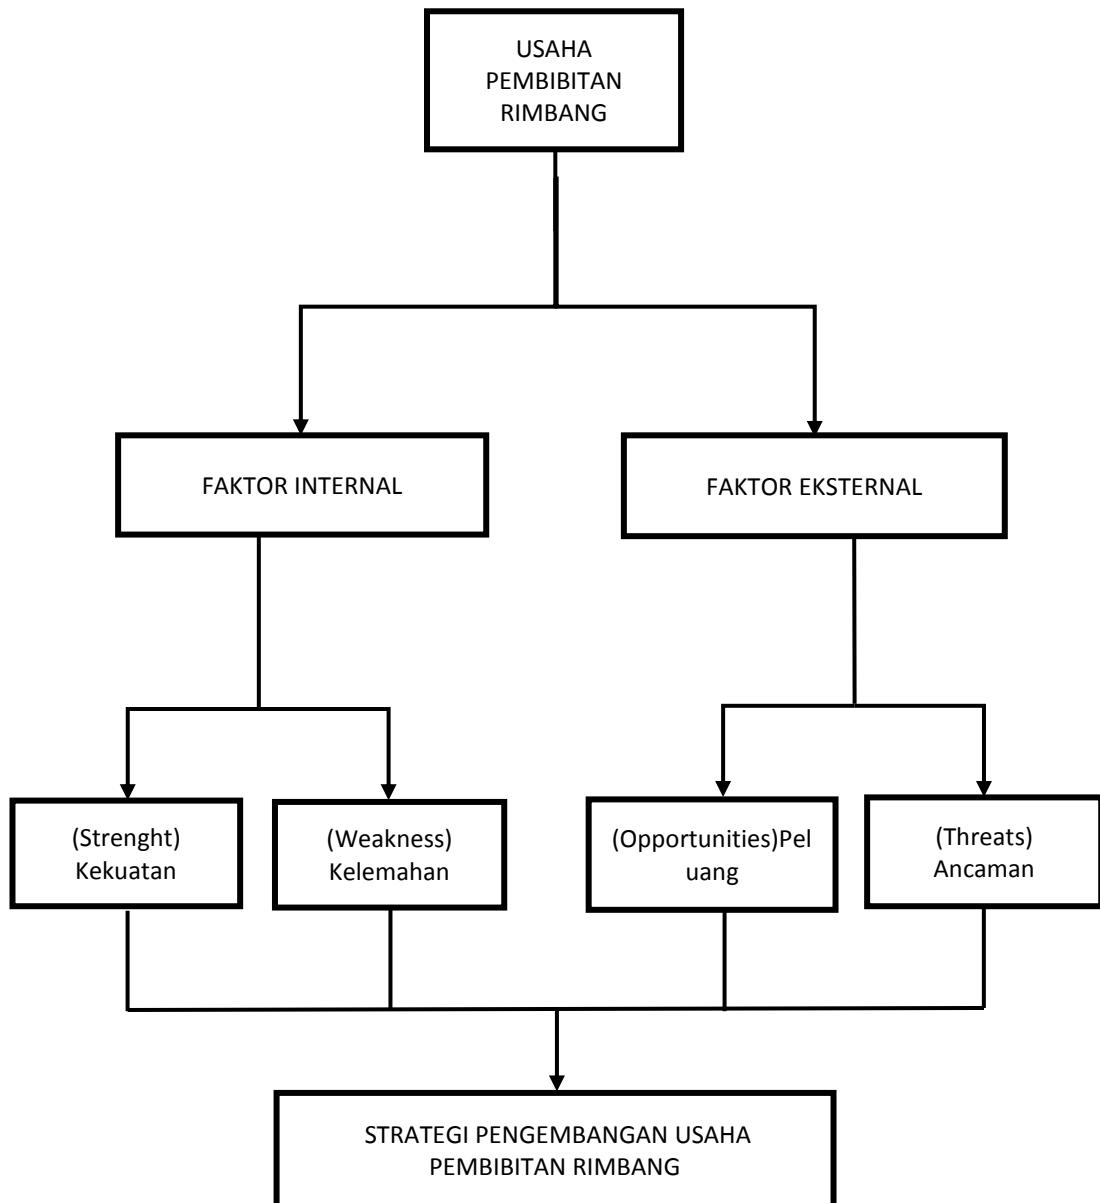 USAHA
PEMBIBITAN
RIMBANG
FAKTOR INTERNAL
FAKTOR EKSTERNAL
(Strenght)
Kekuatan
(Weakness)
Kelemahan
(Opportunities)Pel
uang
(Threats)
Ancaman
STRATEGI PENGEMBANGAN USAHA
PEMBIBITAN RIMBANG